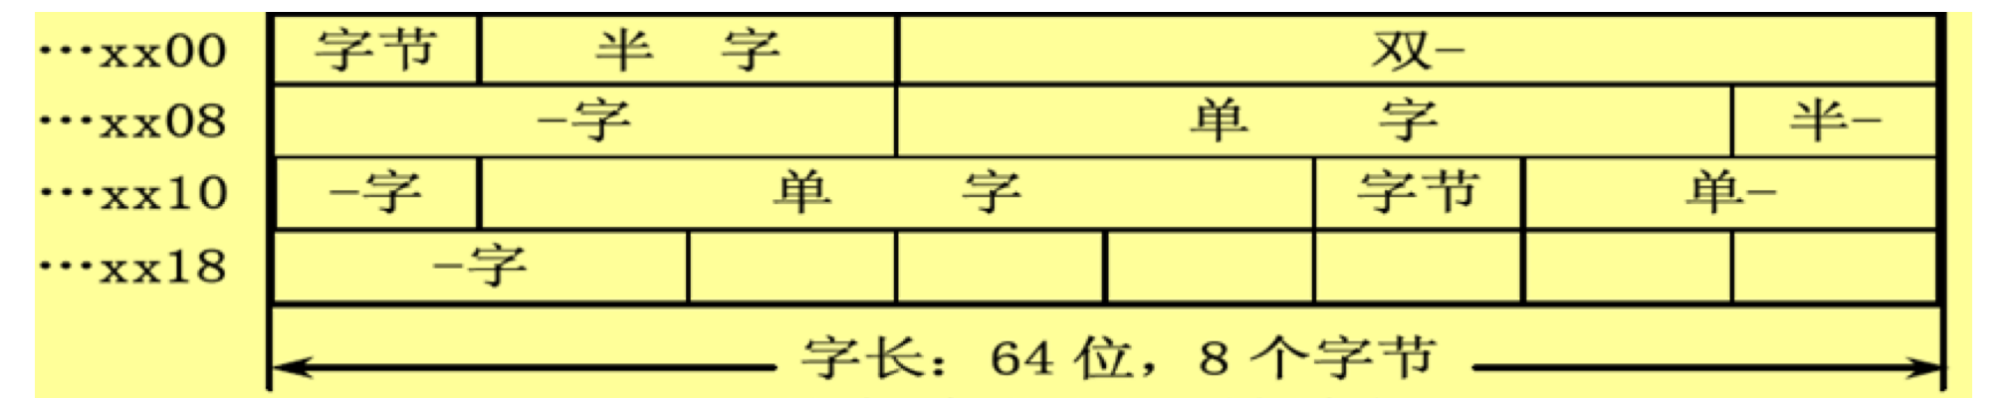 …xx00 字节 半 字 双-
…xx08 -字 单 字 半-
…xx10 -字 单 字 字节 单-
…xx18 -字
字长：64 位，8 个字节